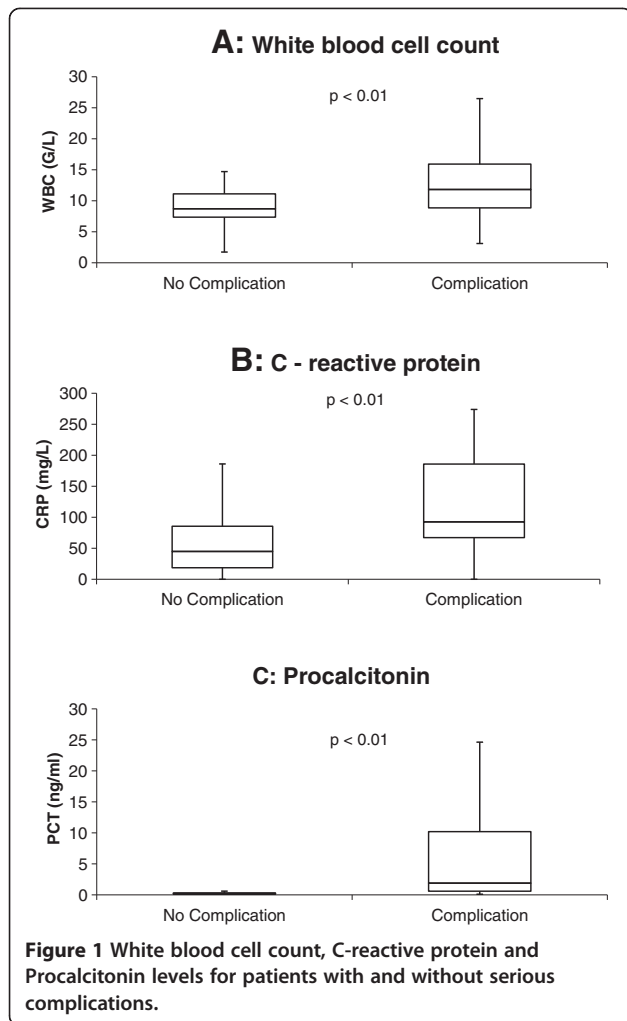 A: White blood cell count
30
25
20
15
10
5
0
WBC (G/L)
p < 0.01
No Complication
Complication
B: C - reactive protein
300
250
200
150
100
50
0
CRP (mg/L)
p < 0.01
No Complication
Complication
C: Procalcitonin
30
25
20
15
10
5
0
PCT (ng/ml)
p < 0.01
No Complication
Complication
Figure 1 White blood cell count, C-reactive protein and
Procalcitonin levels for patients with and without serious
complications.